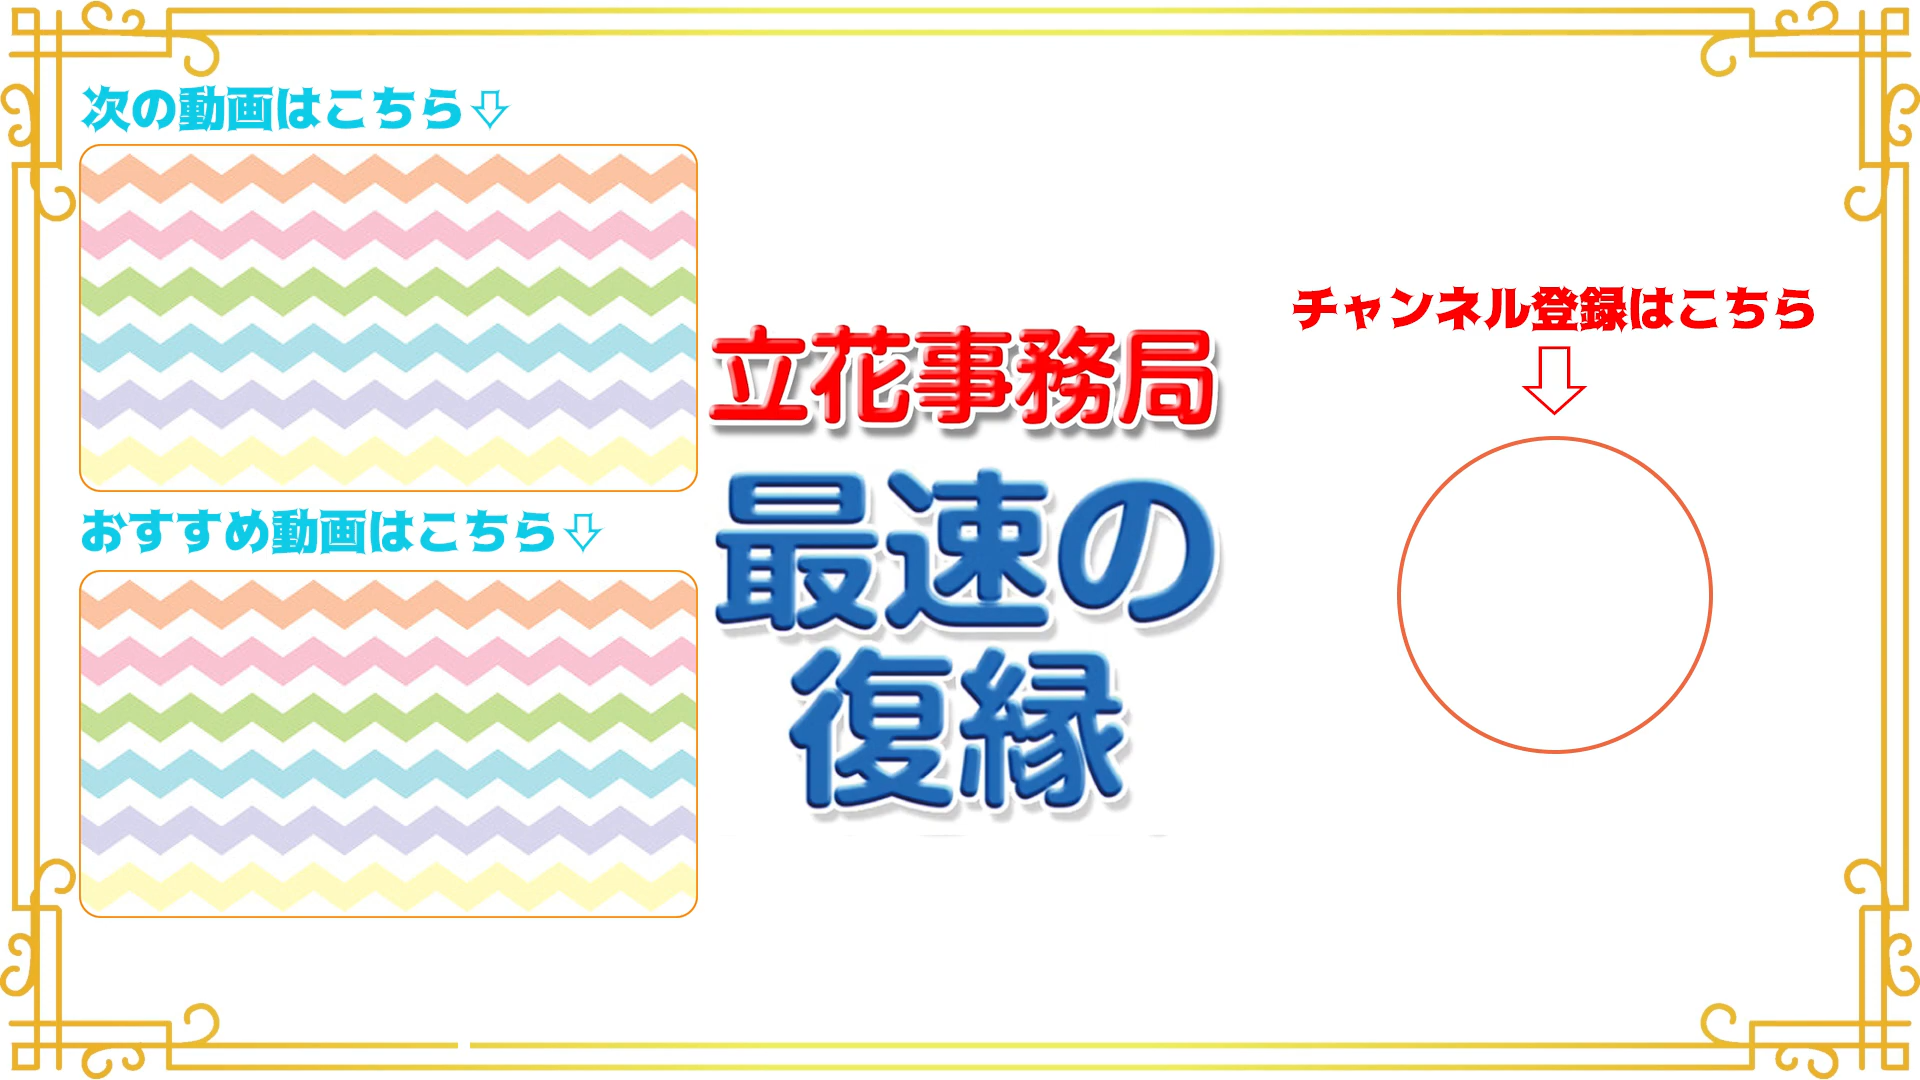 次の動画はこちら⇩
おすすめ動画はこちら⇩
立花事務局
最速の
復縁
チャンネル登録はこちら